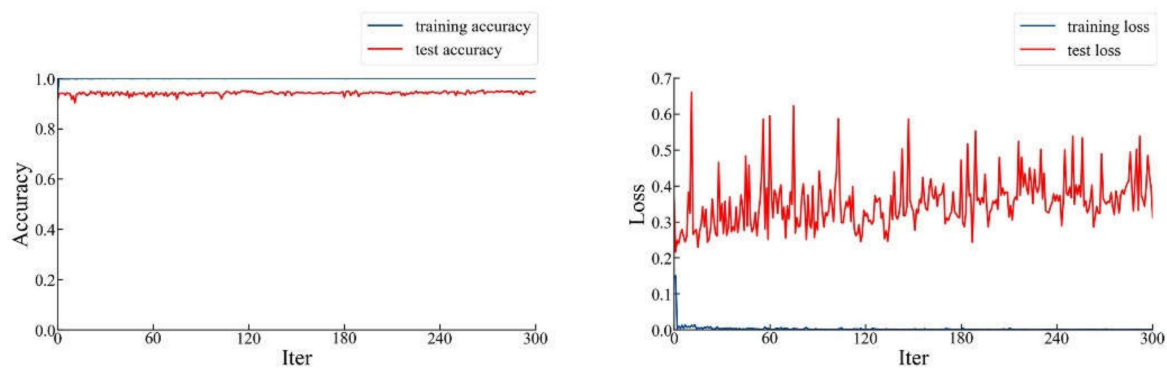 training accuracy
test accuracy
1.0
0.8
0.6
0.4
0.2
0.0
Accuracy
0 60 120 180 240 300
Iter
training loss
test loss
0.7
0.6
0.5
0.4
0.3
0.2
0.1
0.0
Loss
0 60 120 180 240 300
Iter